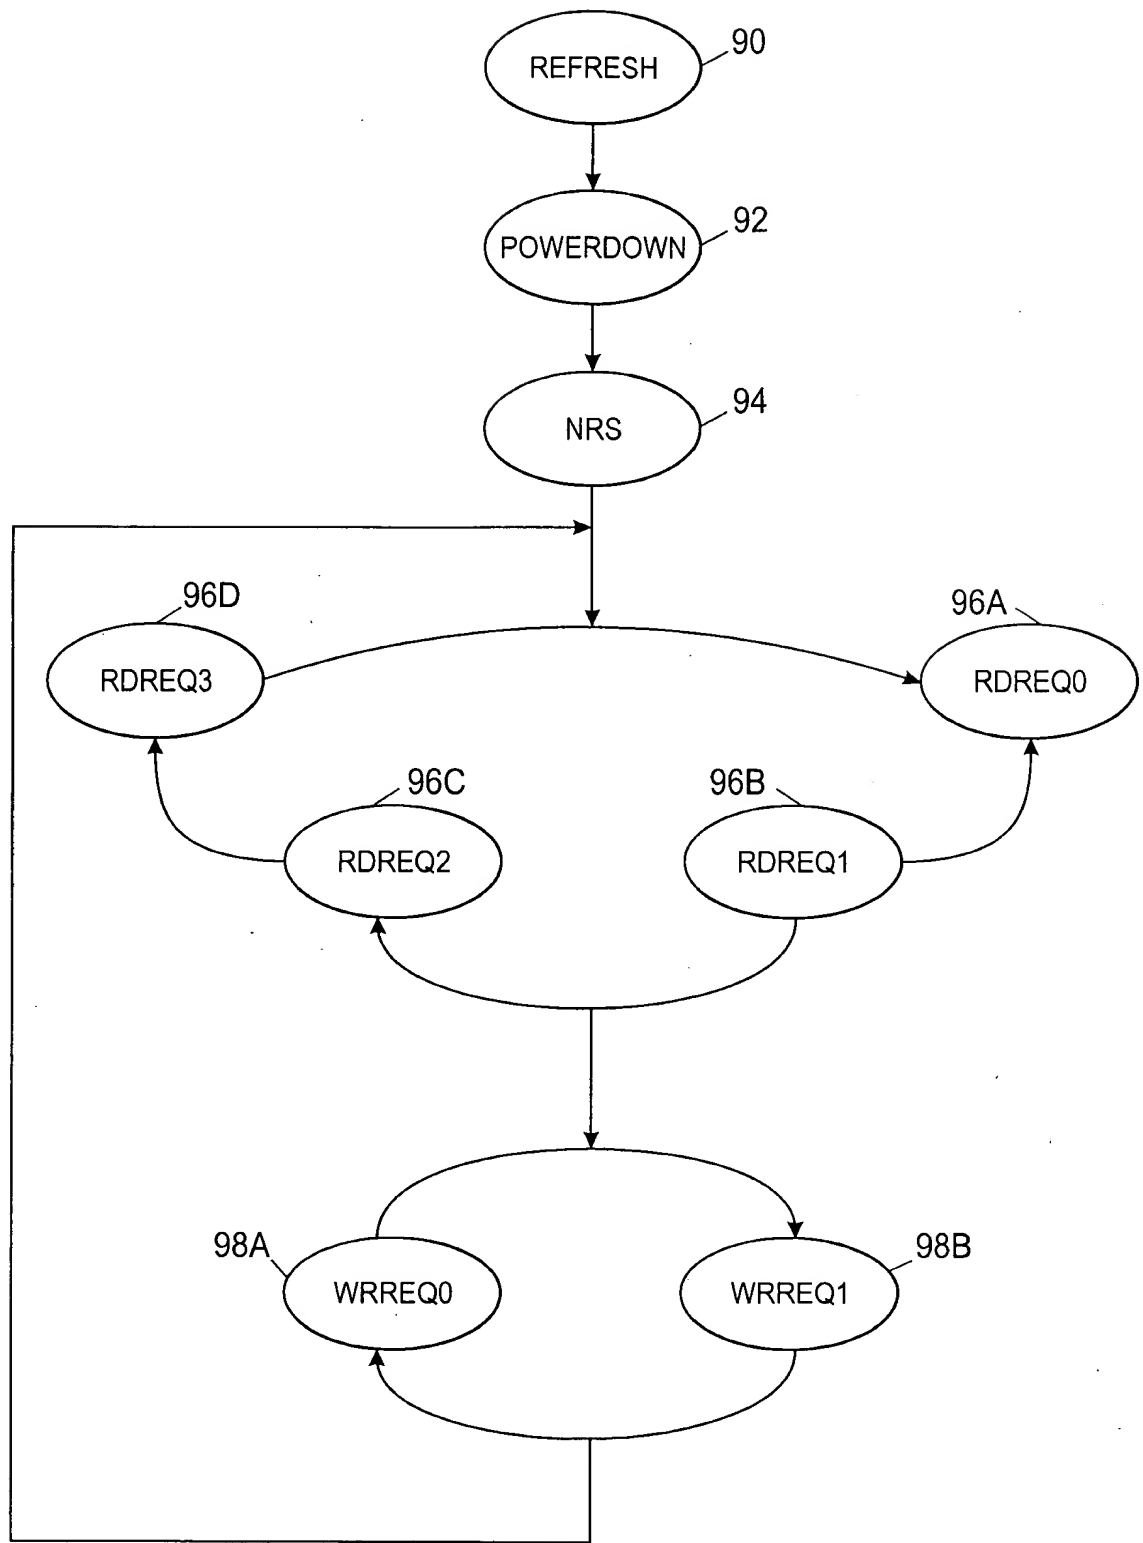 REFRESH
90
POWERDOWN
92
NRS
94
96D
96A
RDREQ3
RDREQ0
96C
96B
RDREQ2
RDREQ1
98A
98B
WRREQ0
WRREQ1